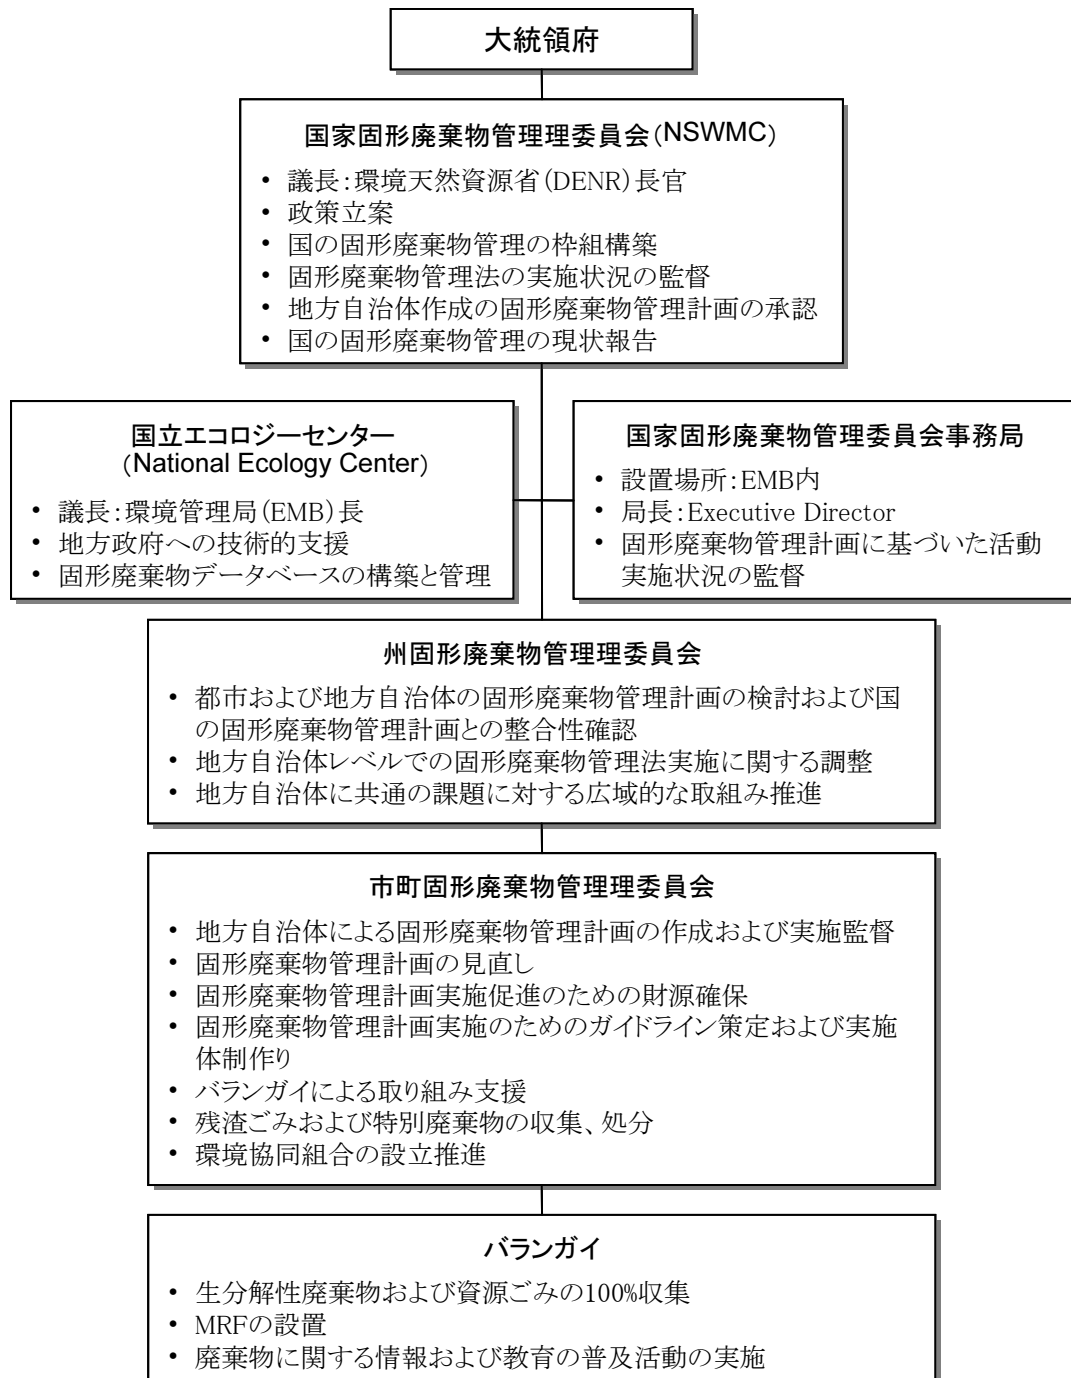 大統領府
国家固形廃棄物管理理委員会(NSWMC)
• 議長：環境天然資源省(DENR)長官
• 政策立案
• 国の固形廃棄物管理の枠組構築
• 固形廃棄物管理法の実施状況の監督
• 地方自治体作成の固形廃棄物管理計画の承認
• 国の固形廃棄物管理の現状報告
国立エコロジーセンター
(National Ecology Center)
• 議長：環境管理局(EMB)長
• 地方政府への技術的支援
• 固形廃棄物データベースの構築と管理
国家固形廃棄物管理委員会事務局
• 設置場所：EMB内
• 局長：Executive Director
• 固形廃棄物管理計画に基づいた活動
実施状況の監督
州固形廃棄物管理理委員会
• 都市および地方自治体の固形廃棄物管理計画の検討および国
の固形廃棄物管理計画との整合性確認
• 地方自治体レベルでの固形廃棄物管理法実施に関する調整
• 地方自治体に共通の課題に対する広域的な取組み推進
市町固形廃棄物管理理委員会
• 地方自治体による固形廃棄物管理計画の作成および実施監督
• 固形廃棄物管理計画の見直し
• 固形廃棄物管理計画実施促進のための財源確保
• 固形廃棄物管理計画実施のためのガイドライン策定および実施
体制作り
• バランガイによる取り組み支援
• 残渣ごみおよび特別廃棄物の収集、処分
• 環境協同組合の設立推進
バランガイ
• 生分解性廃棄物および資源ごみの100%収集
• MRFの設置
• 廃棄物に関する情報および教育の普及活動の実施